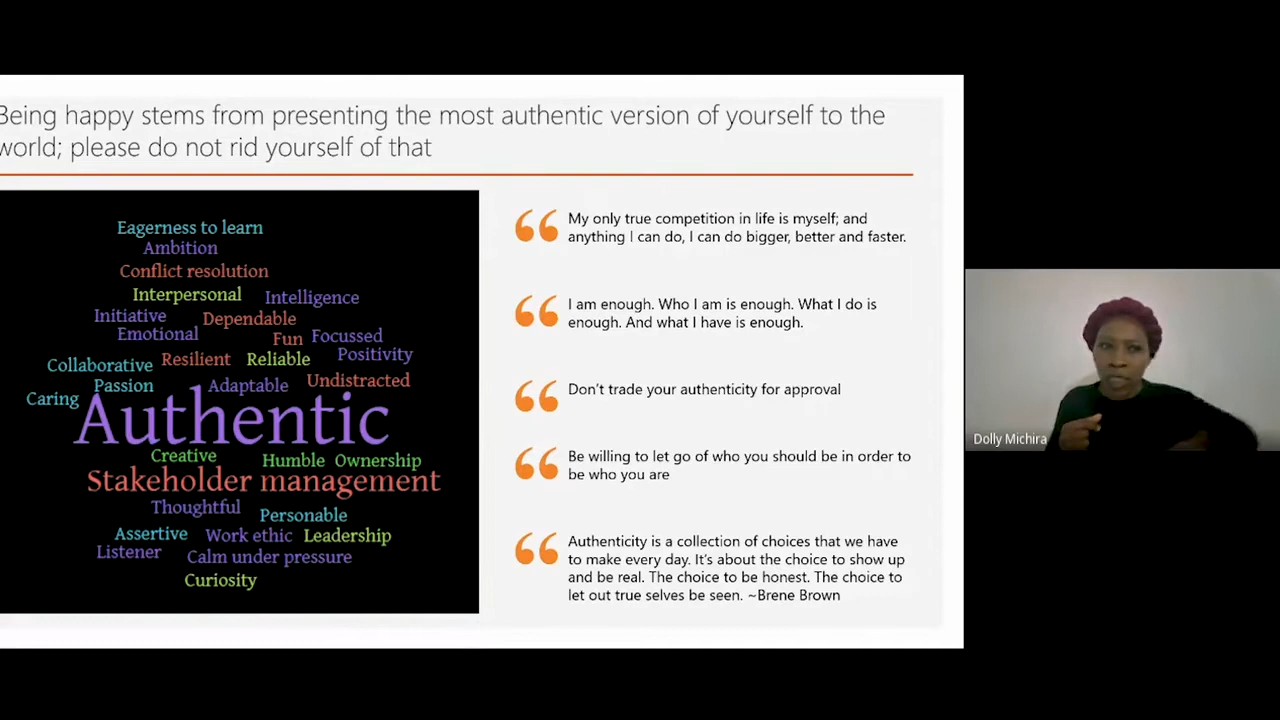 Being happy stems from presenting the most authentic version of yourself to the
world; please do not rid yourself of that
Eagerness to learn
Ambition
Conflict resolution
Interpersonal Intelligence
Initiative Dependable
Emotional Fun Focussed
Collaborative Resilient Reliable Positivity
Passion Adaptable Undistracted
Caring
Authentic
Creative Humble Ownership
Stakeholder management
Thoughtful Personable
Assertive Work ethic Leadership
Listener Calm under pressure
Curiosity
My only true competition in life is myself; and
anything I can do, I can do bigger, better and faster.
I am enough. Who I am is enough. What I do is
enough. And what I have is enough.
Don't trade your authenticity for approval
Be willing to let go of who you should be in order to
be who you are
Authenticity is a collection of choices that we have
to make every day. It's about the choice to show up
and be real. The choice to be honest. The choice to
let out true selves be seen. ~Brene Brown
Dolly Michira